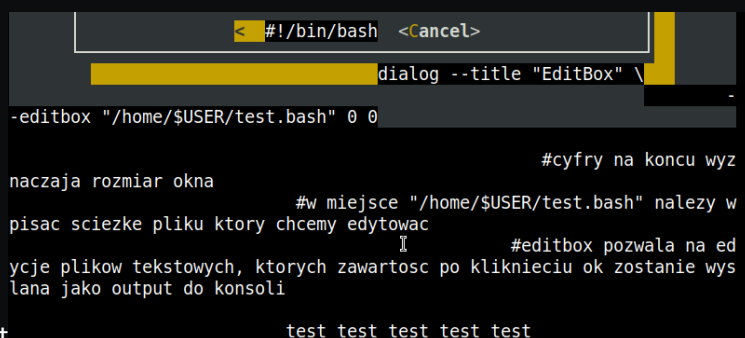 < #!/bin/bash <Cancel>
dialog --title "EditBox" \
-
-editbox "/home/$USER/test.bash" 0 0
#cyfry na koncu wyz
naczaja rozmiar okna
#w miejsce "/home/$USER/test.bash" nalezy w
pisac sciezke pliku ktory chcemy edytowac
#editbox pozwala na ed
ycje plikow tekstowych, ktorych zawartosc po kliknieciu ok zostanie wys
lana jako output do konsoli
test test test test test